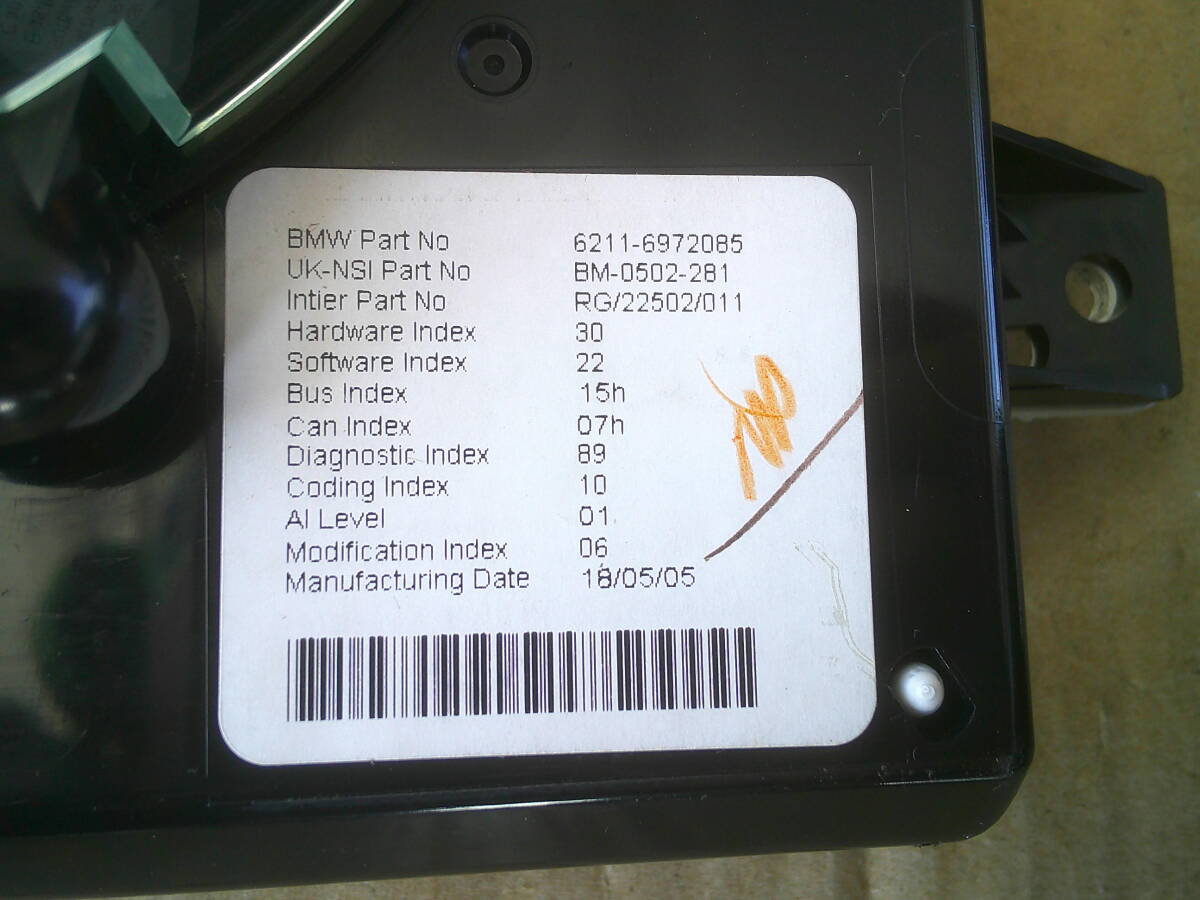 BMW Part No 6211-6972085
UK-NSI Part No BM-0502-281
Intier Part No RG/22502/011
Hardware Index 30
Software Index 22
Bus Index 15h
Can Index 07h
Diagnostic Index 89
Coding Index 10
AI Level 01
Modification Index 06
Manufacturing Date 18/05/05